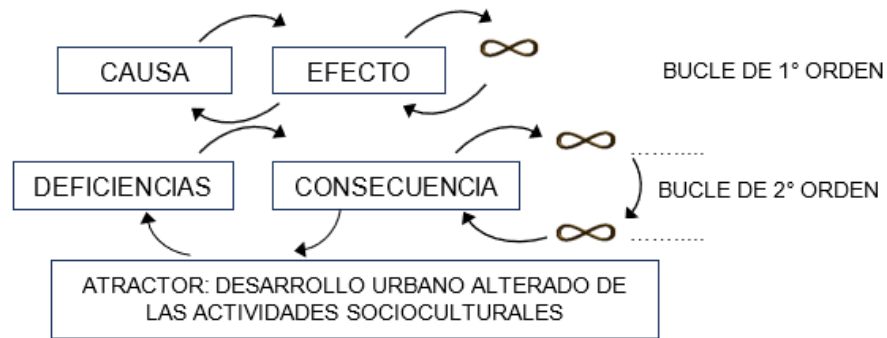 CAUSA
EFECTO
BUCLE DE 1° ORDEN
DEFICIENCIAS
CONSECUENCIA
BUCLE DE 2° ORDEN
ATRACTOR: DESARROLLO URBANO ALTERADO DE
LAS ACTIVIDADES SOCIOCULTURALES